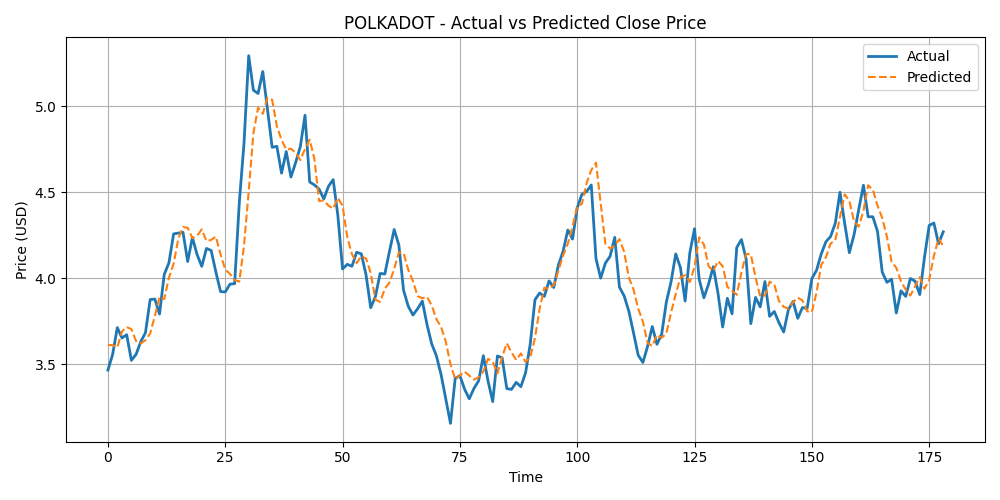 POLKADOT - Actual vs Predicted Close Price
Actual
Predicted
Price (USD)
5.0
4.5
4.0
3.5
0 25 50 75 100 125 150 175
Time